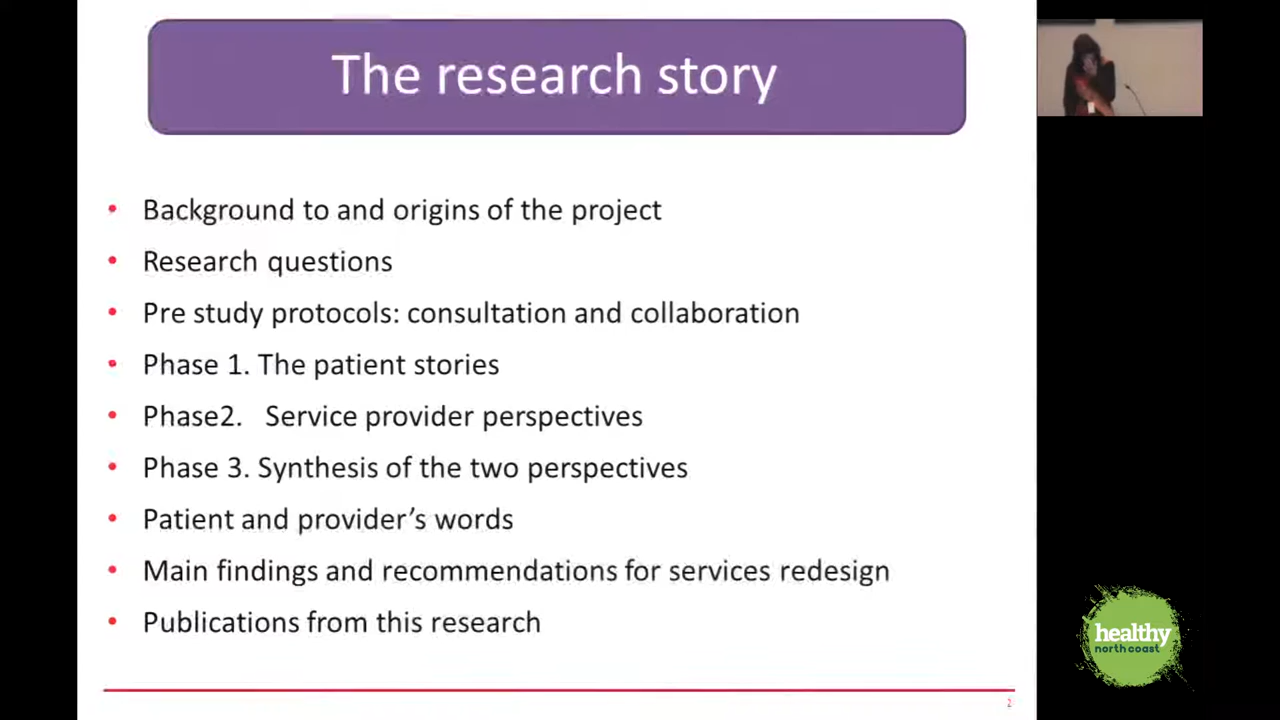 The research story
• Background to and origins of the project
• Research questions
• Pre study protocols: consultation and collaboration
• Phase 1. The patient stories
• Phase2.   Service provider perspectives
• Phase 3. Synthesis of the two perspectives
• Patient and provider’s words
• Main findings and recommendations for services redesign
• Publications from this research
2
healthy
north coast